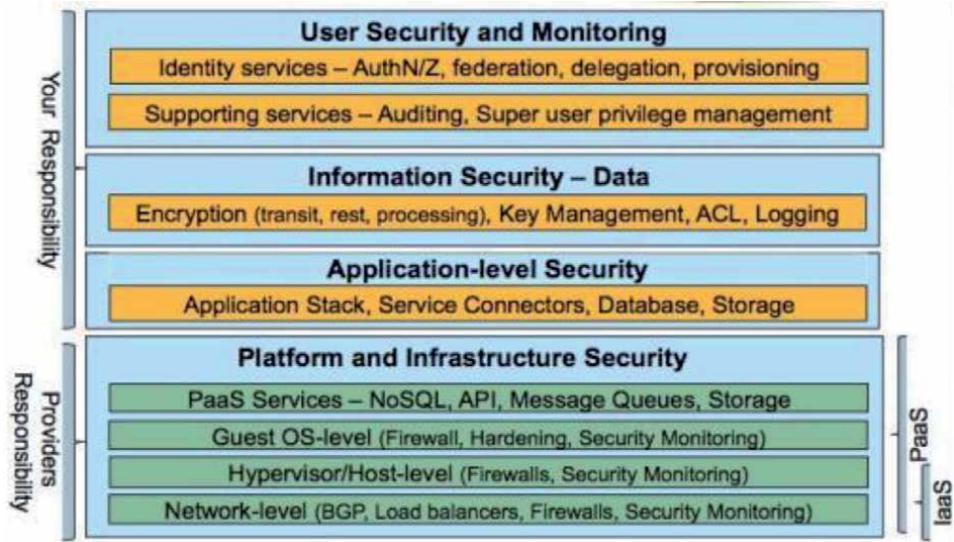 User Security and Monitoring
Identity services – AuthN/Z, federation, delegation, provisioning
Supporting services – Auditing, Super user privilege management
Information Security – Data
Encryption (transit, rest, processing), Key Management, ACL, Logging
Application-level Security
Application Stack, Service Connectors, Database, Storage
Your Responsibility
Platform and Infrastructure Security
PaaS Services – NoSQL, API, Message Queues, Storage
Guest OS-level (Firewall, Hardening, Security Monitoring)
Hypervisor/Host-level (Firewalls, Security Monitoring)
Network-level (BGP, Load balancers, Firewalls, Security Monitoring)
Providers
Responsibility
PaaS
IaaS